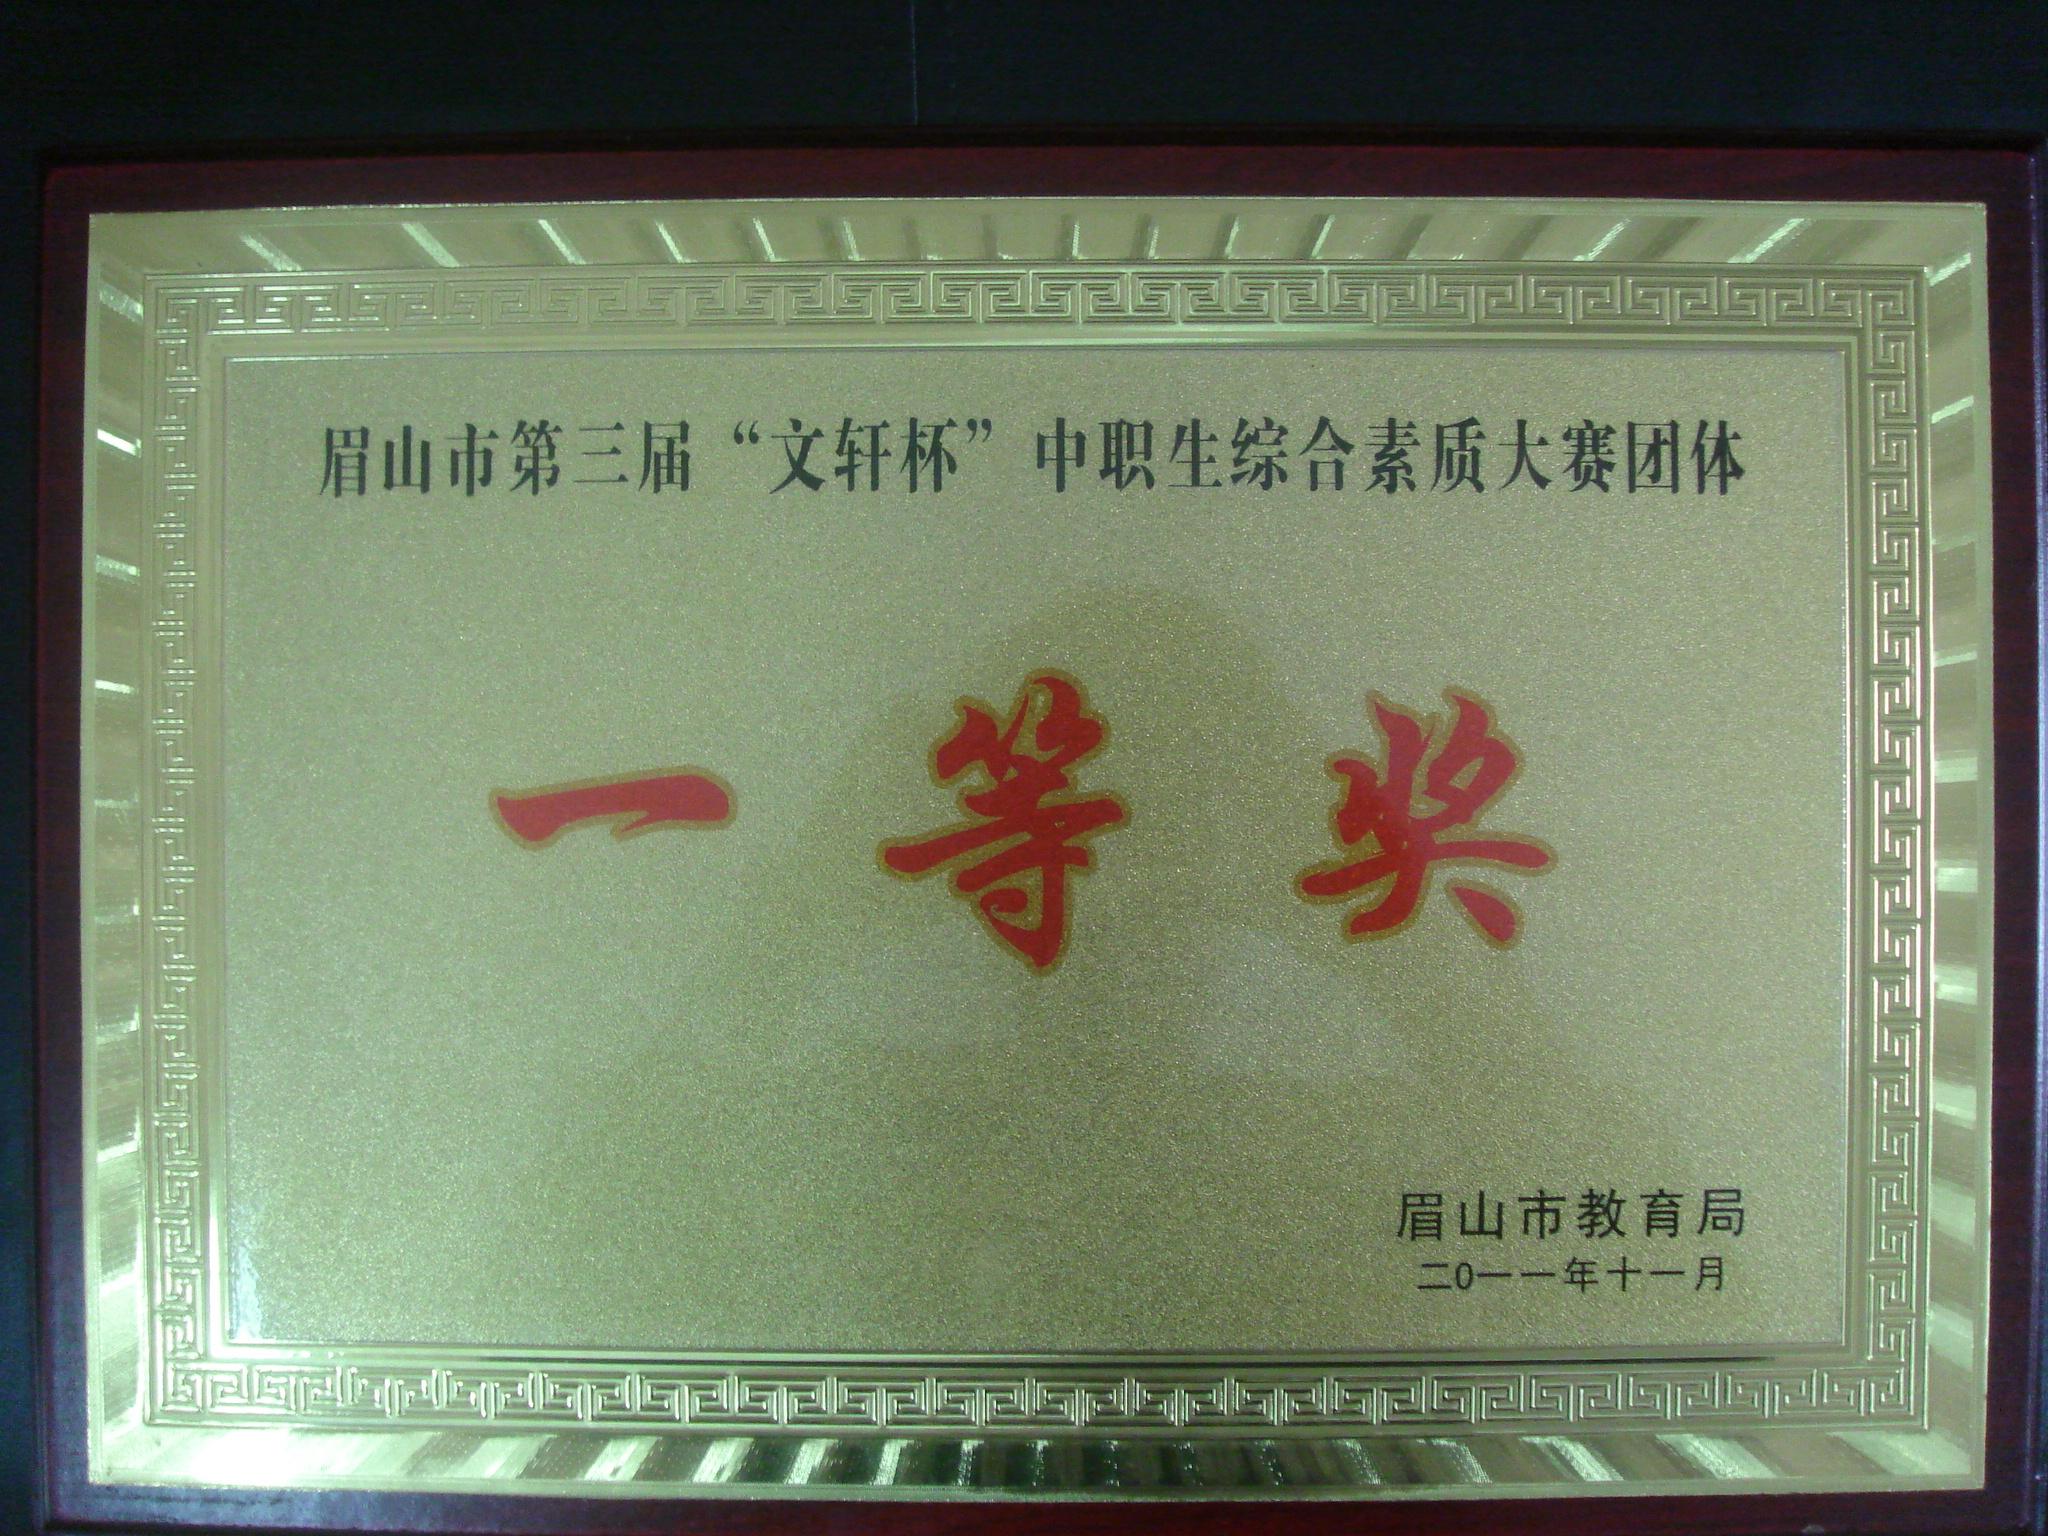 眉山市第三届“文轩杯”中职生综合素质大赛团体
一等奖
眉山市教育局
二0一一年十一月